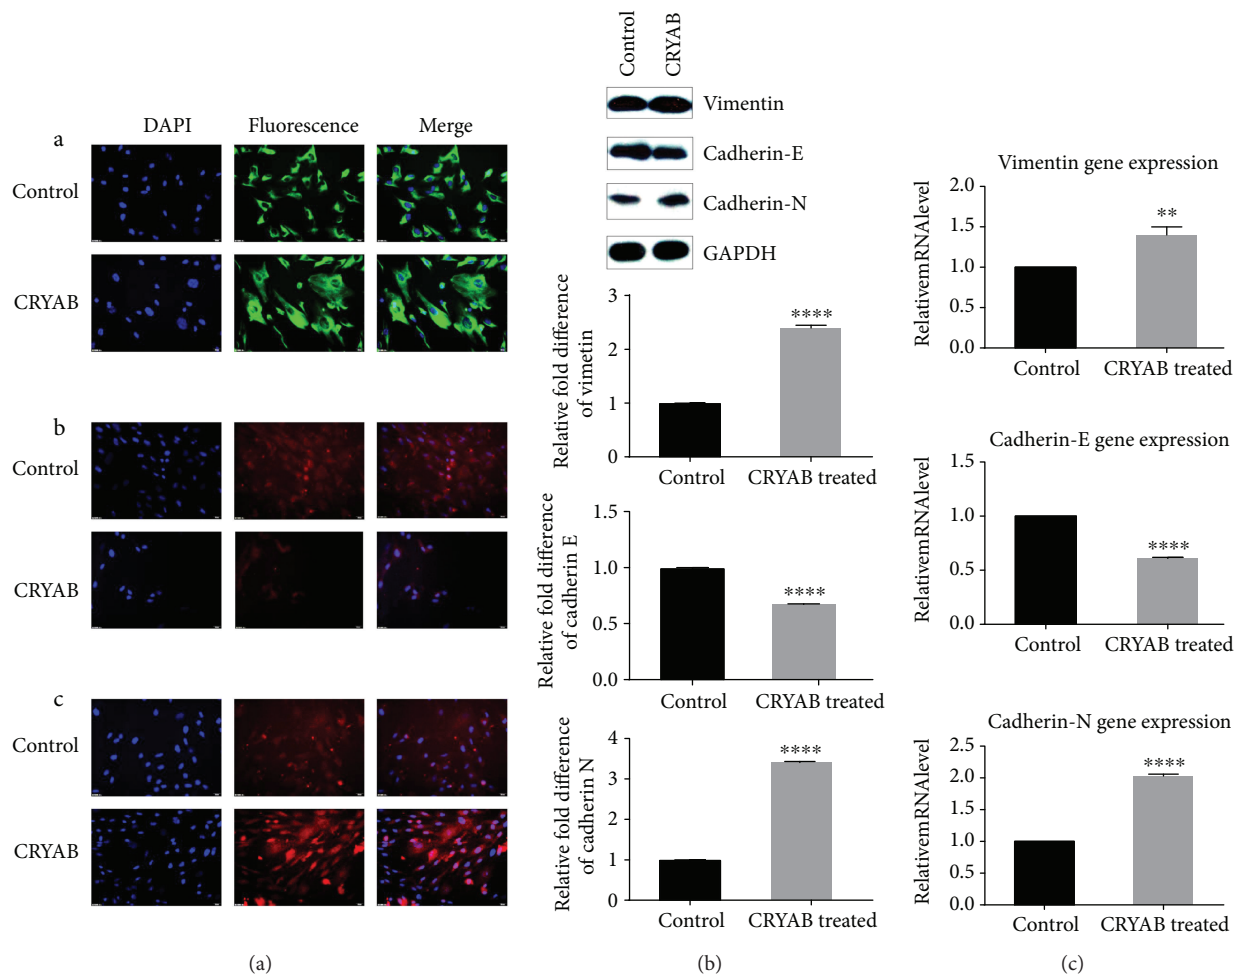 DAPI Fluorescence Merge
a
Control
CRYAB
b
Control
CRYAB
c
Control
CRYAB
(a)
Control
CRYAB
Vimentin
Cadherin-E
Cadherin-N
GAPDH
Relative fold difference
of vimetin
3
2
1
0
****
Control CRYAB treated
Relative fold difference
of cadherin E
1.5
1.0
0.5
0.0
****
Control CRYAB treated
Relative fold difference
of cadherin N
4
3
2
1
0
****
Control CRYAB treated
(b)
Vimentin gene expression
RelativemRNAlevel
2.0
1.5
1.0
0.5
0.0
**
Control CRYAB treated
Cadherin-E gene expression
RelativemRNAlevel
1.5
1.0
0.5
0.0
****
Control CRYAB treated
Cadherin-N gene expression
RelativemRNAlevel
2.5
2.0
1.5
1.0
0.5
0.0
****
Control CRYAB treated
(c)